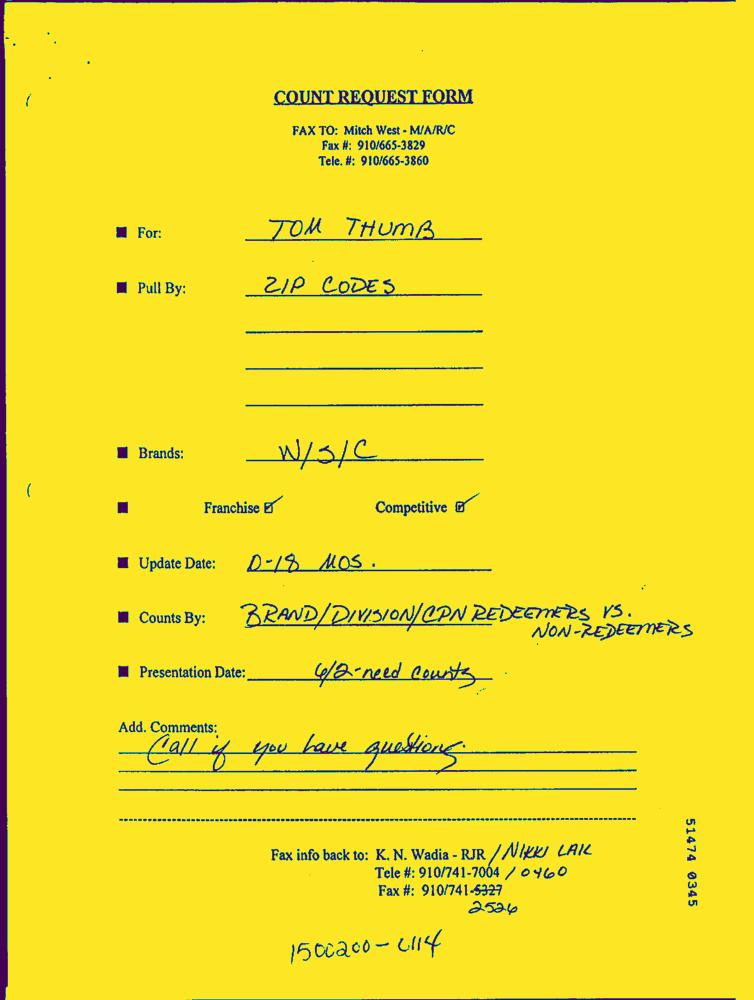 COUNT REQUEST FORM
FAX TO: Mitch West - M/A/R/C
Fax #: 910/665-3829
Tele. #: 910/665-3860
For: TOM THUMB
Pull By: ZIP CODES
Brands: W/S/C
Franchise ☑ Competitive ☑
Update Date: 0-18 MOS.
Counts By: BRAND/DIVISION/CPN REDEEMERS VS.
NON-REDEEMERS
Presentation Date: 6/2-need counts
Add. Comments:
Call if you have questions.
Fax info back to: K. N. Wadia - RJR / NIKKI LAIL
Tele #: 910/741-7004 / 0460
Fax #: 910/741-5327
2526
51474 0345